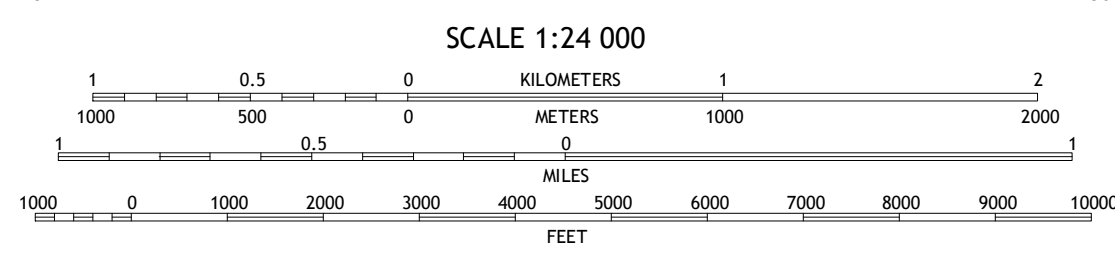 SCALE 1:24 000
1 0.5 0 KILOMETERS 1 2
1000 500 0 METERS 1000 2000
1 0.5 0 1
MILES
1000 0 1000 2000 3000 4000 5000 6000 7000 8000 9000 10000
FEET